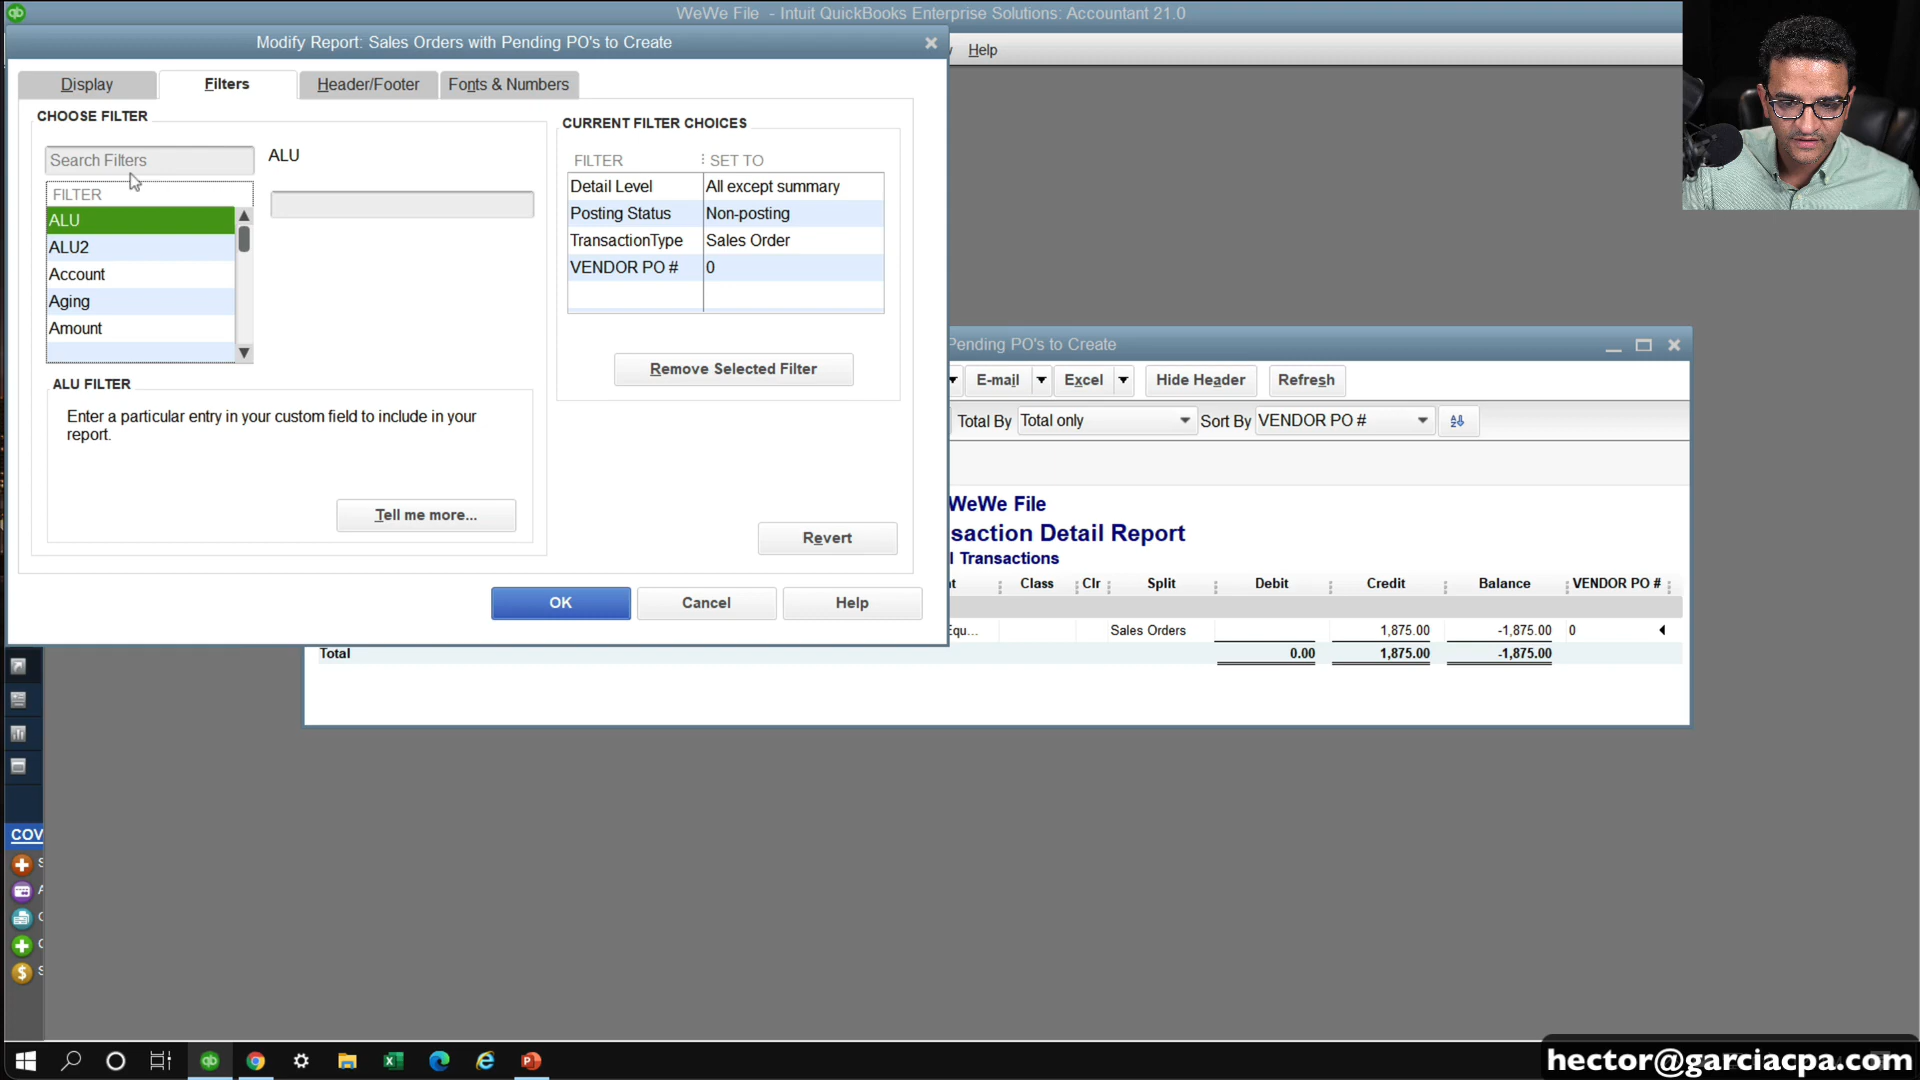 WeWe File - Intuit QuickBooks Enterprise Solutions: Accountant 21.0
Modify Report: Sales Orders with Pending PO's to Create
Help
Display
Filters
Header/Footer
Fonts & Numbers
CHOOSE FILTER
Search Filters
ALU
FILTER
ALU
ALU2
Account
Aging
Amount
CURRENT FILTER CHOICES
FILTER SET TO
Detail Level All except summary
Posting Status Non-posting
TransactionType Sales Order
VENDOR PO # 0
Remove Selected Filter
ALU FILTER
Enter a particular entry in your custom field to include in your
report.
Tell me more...
Revert
OK
Cancel
Help
Pending PO's to Create
E-mail
Excel
Hide Header
Refresh
Total By Total only
Sort By VENDOR PO #
WeWe File
saction Detail Report
l Transactions
Class Clr Split Debit Credit Balance VENDOR PO #
Equ... Sales Orders 1,875.00 -1,875.00 0
Total 0.00 1,875.00 -1,875.00
COV
hector@garciacpa.com